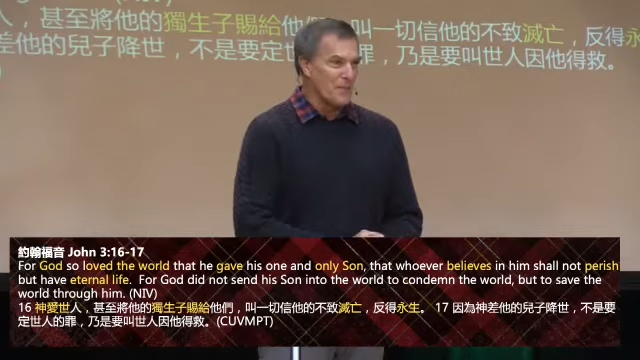 人，甚至將他的獨生子賜給他們，叫一切信他的不致滅亡，反得永
差他的兒子降世，不是要定世人的罪，乃是要叫世人因他得救。
約翰福音 John 3:16-17
For God so loved the world that he gave his one and only Son, that whoever believes in him shall not perish
but have eternal life.  For God did not send his Son into the world to condemn the world, but to save the
world through him. (NIV)
16 神愛世人，甚至將他的獨生子賜給他們，叫一切信他的不致滅亡，反得永生。 17 因為神差他的兒子降世，不是要
定世人的罪，乃是要叫世人因他得救。(CUVMPT)